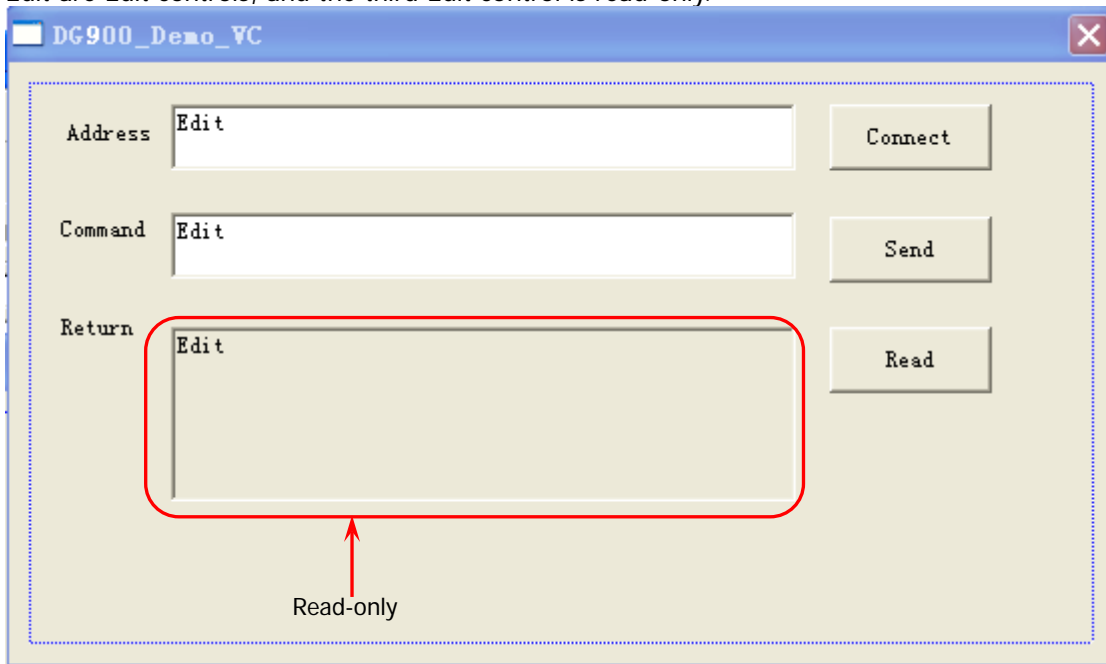 Edit are Edit controls, and the third Edit control is read-only
DG900_Demo_VC
Address Edit Connect
Command Edit Send
Return Edit Read
Read-only